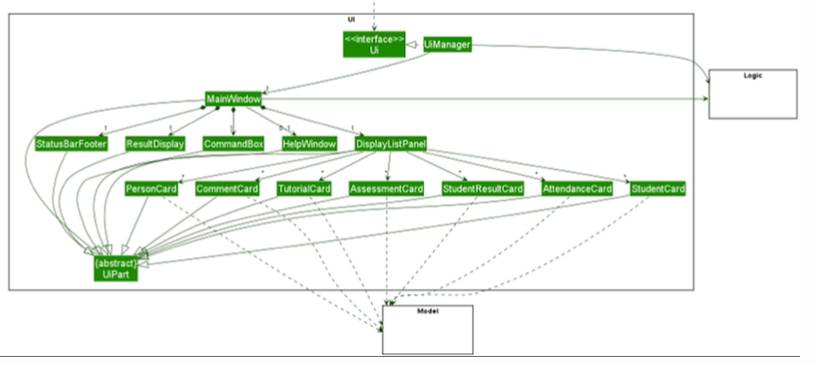 UI
<<interface>>
Ui
UiManager
Logic
1
MainWindow
1
1
1
0..1
1
StatusBarFooter
ResultDisplay
CommandBox
HelpWindow
DisplayListPanel
*
*
*
*
*
*
*
PersonCard
CommentCard
TutorialCard
AssessmentCard
StudentResultCard
AttendanceCard
StudentCard
{abstract}
UiPart
Model